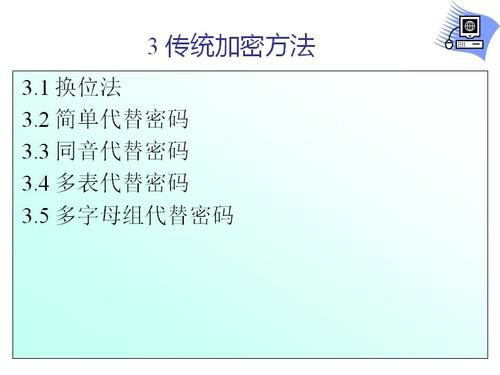 3 传统加密方法
3.1 换位法
3.2 简单代替密码
3.3 同音代替密码
3.4 多表代替密码
3.5 多字母组代替密码